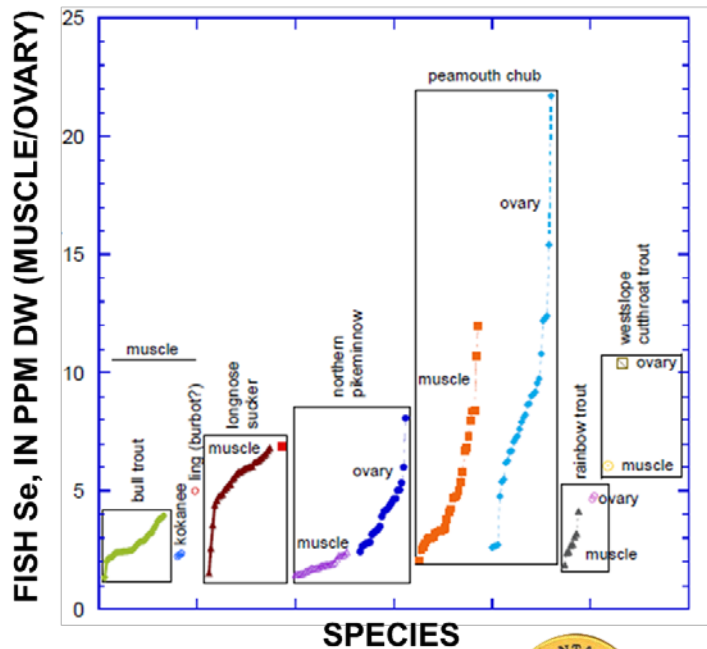 FISH Se, IN PPM DW (MUSCLE/OVARY)
25
20
15
10
5
0
peamouth chub
ovary
muscle
westslope
cutthroat trout
ovary
muscle
rainbow trout
ovary
muscle
northern
pikeminnow
ovary
muscle
longnose
sucker
muscle
ling (burbot?)
kokanee
muscle
bull trout
SPECIES
NTA